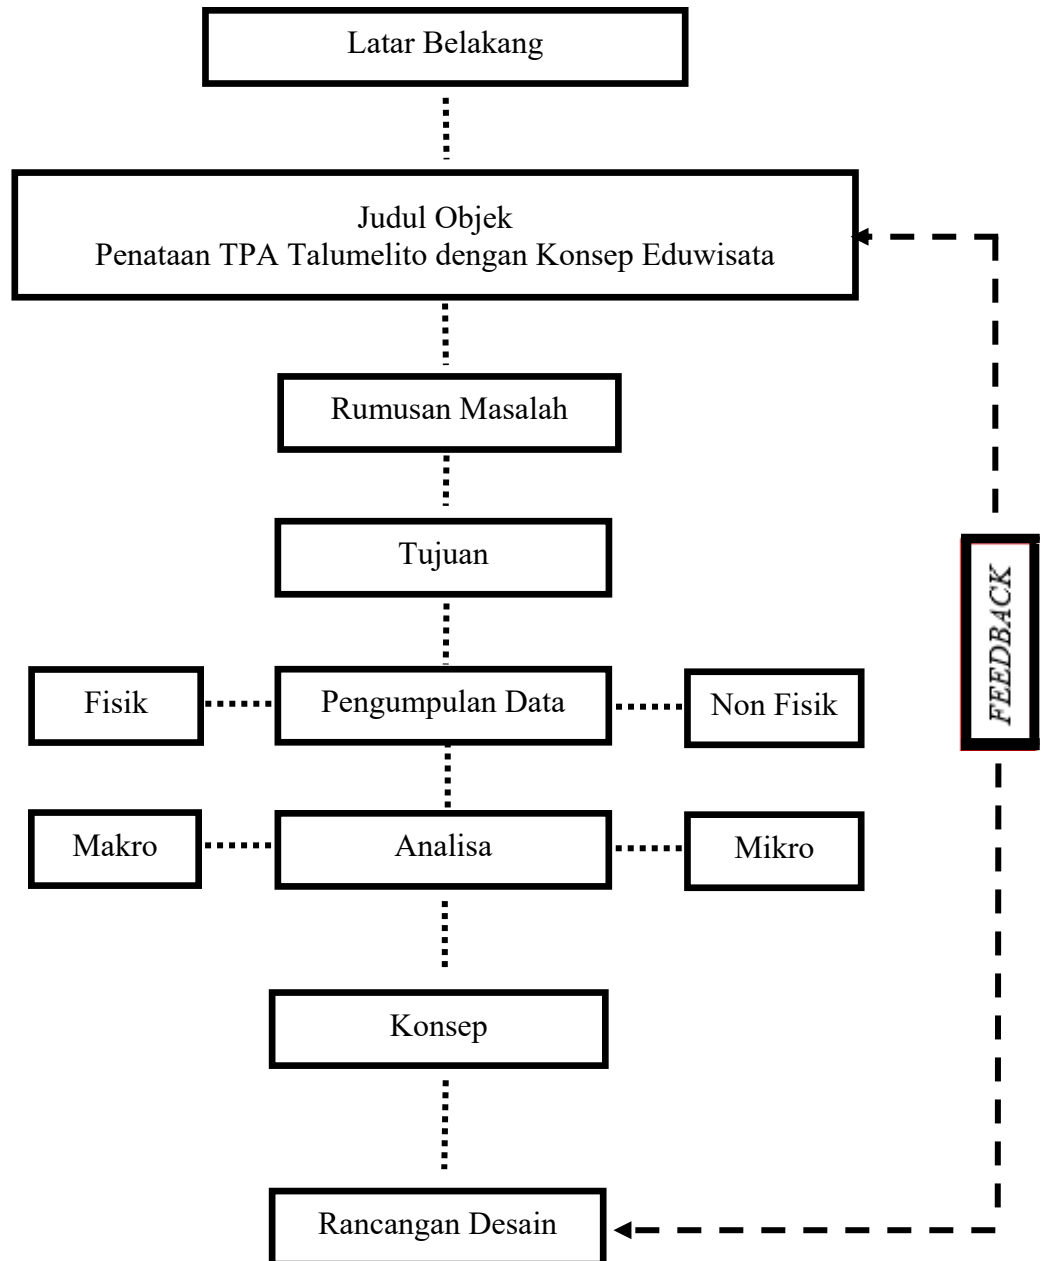 Latar Belakang
Judul Objek
Penataan TPA Talumelito dengan Konsep Eduwisata
Rumusan Masalah
Tujuan
Fisik
Pengumpulan Data
Non Fisik
FEEDBACK
Makro
Analisa
Mikro
Konsep
Rancangan Desain